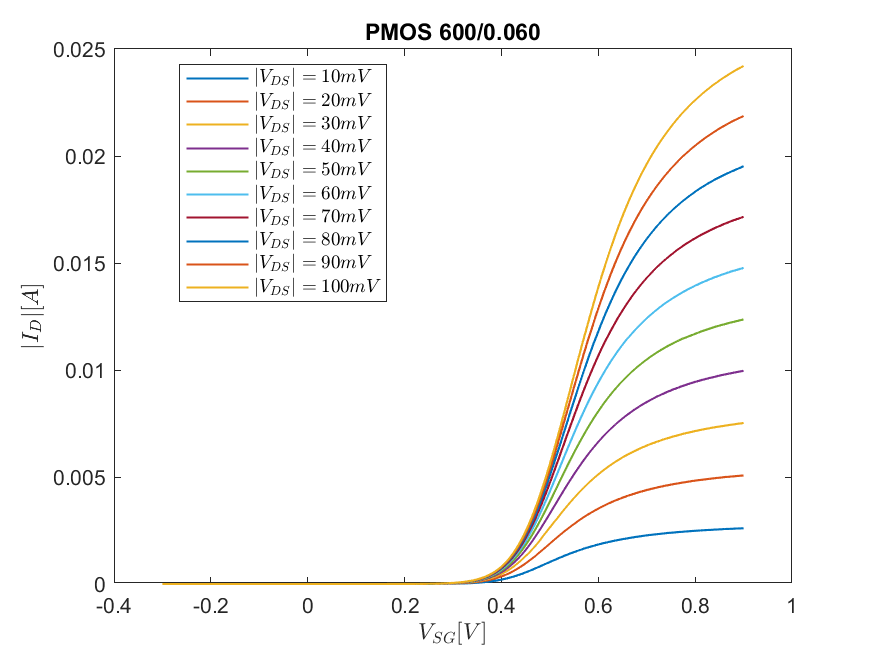 PMOS 600/0.060
0.025
0.02
0.015
0.01
0.005
0
|I_D|[A]
|V_DS| = 10mV
|V_DS| = 20mV
|V_DS| = 30mV
|V_DS| = 40mV
|V_DS| = 50mV
|V_DS| = 60mV
|V_DS| = 70mV
|V_DS| = 80mV
|V_DS| = 90mV
|V_DS| = 100mV
-0.4 -0.2 0 0.2 0.4 0.6 0.8 1
V_SG[V]